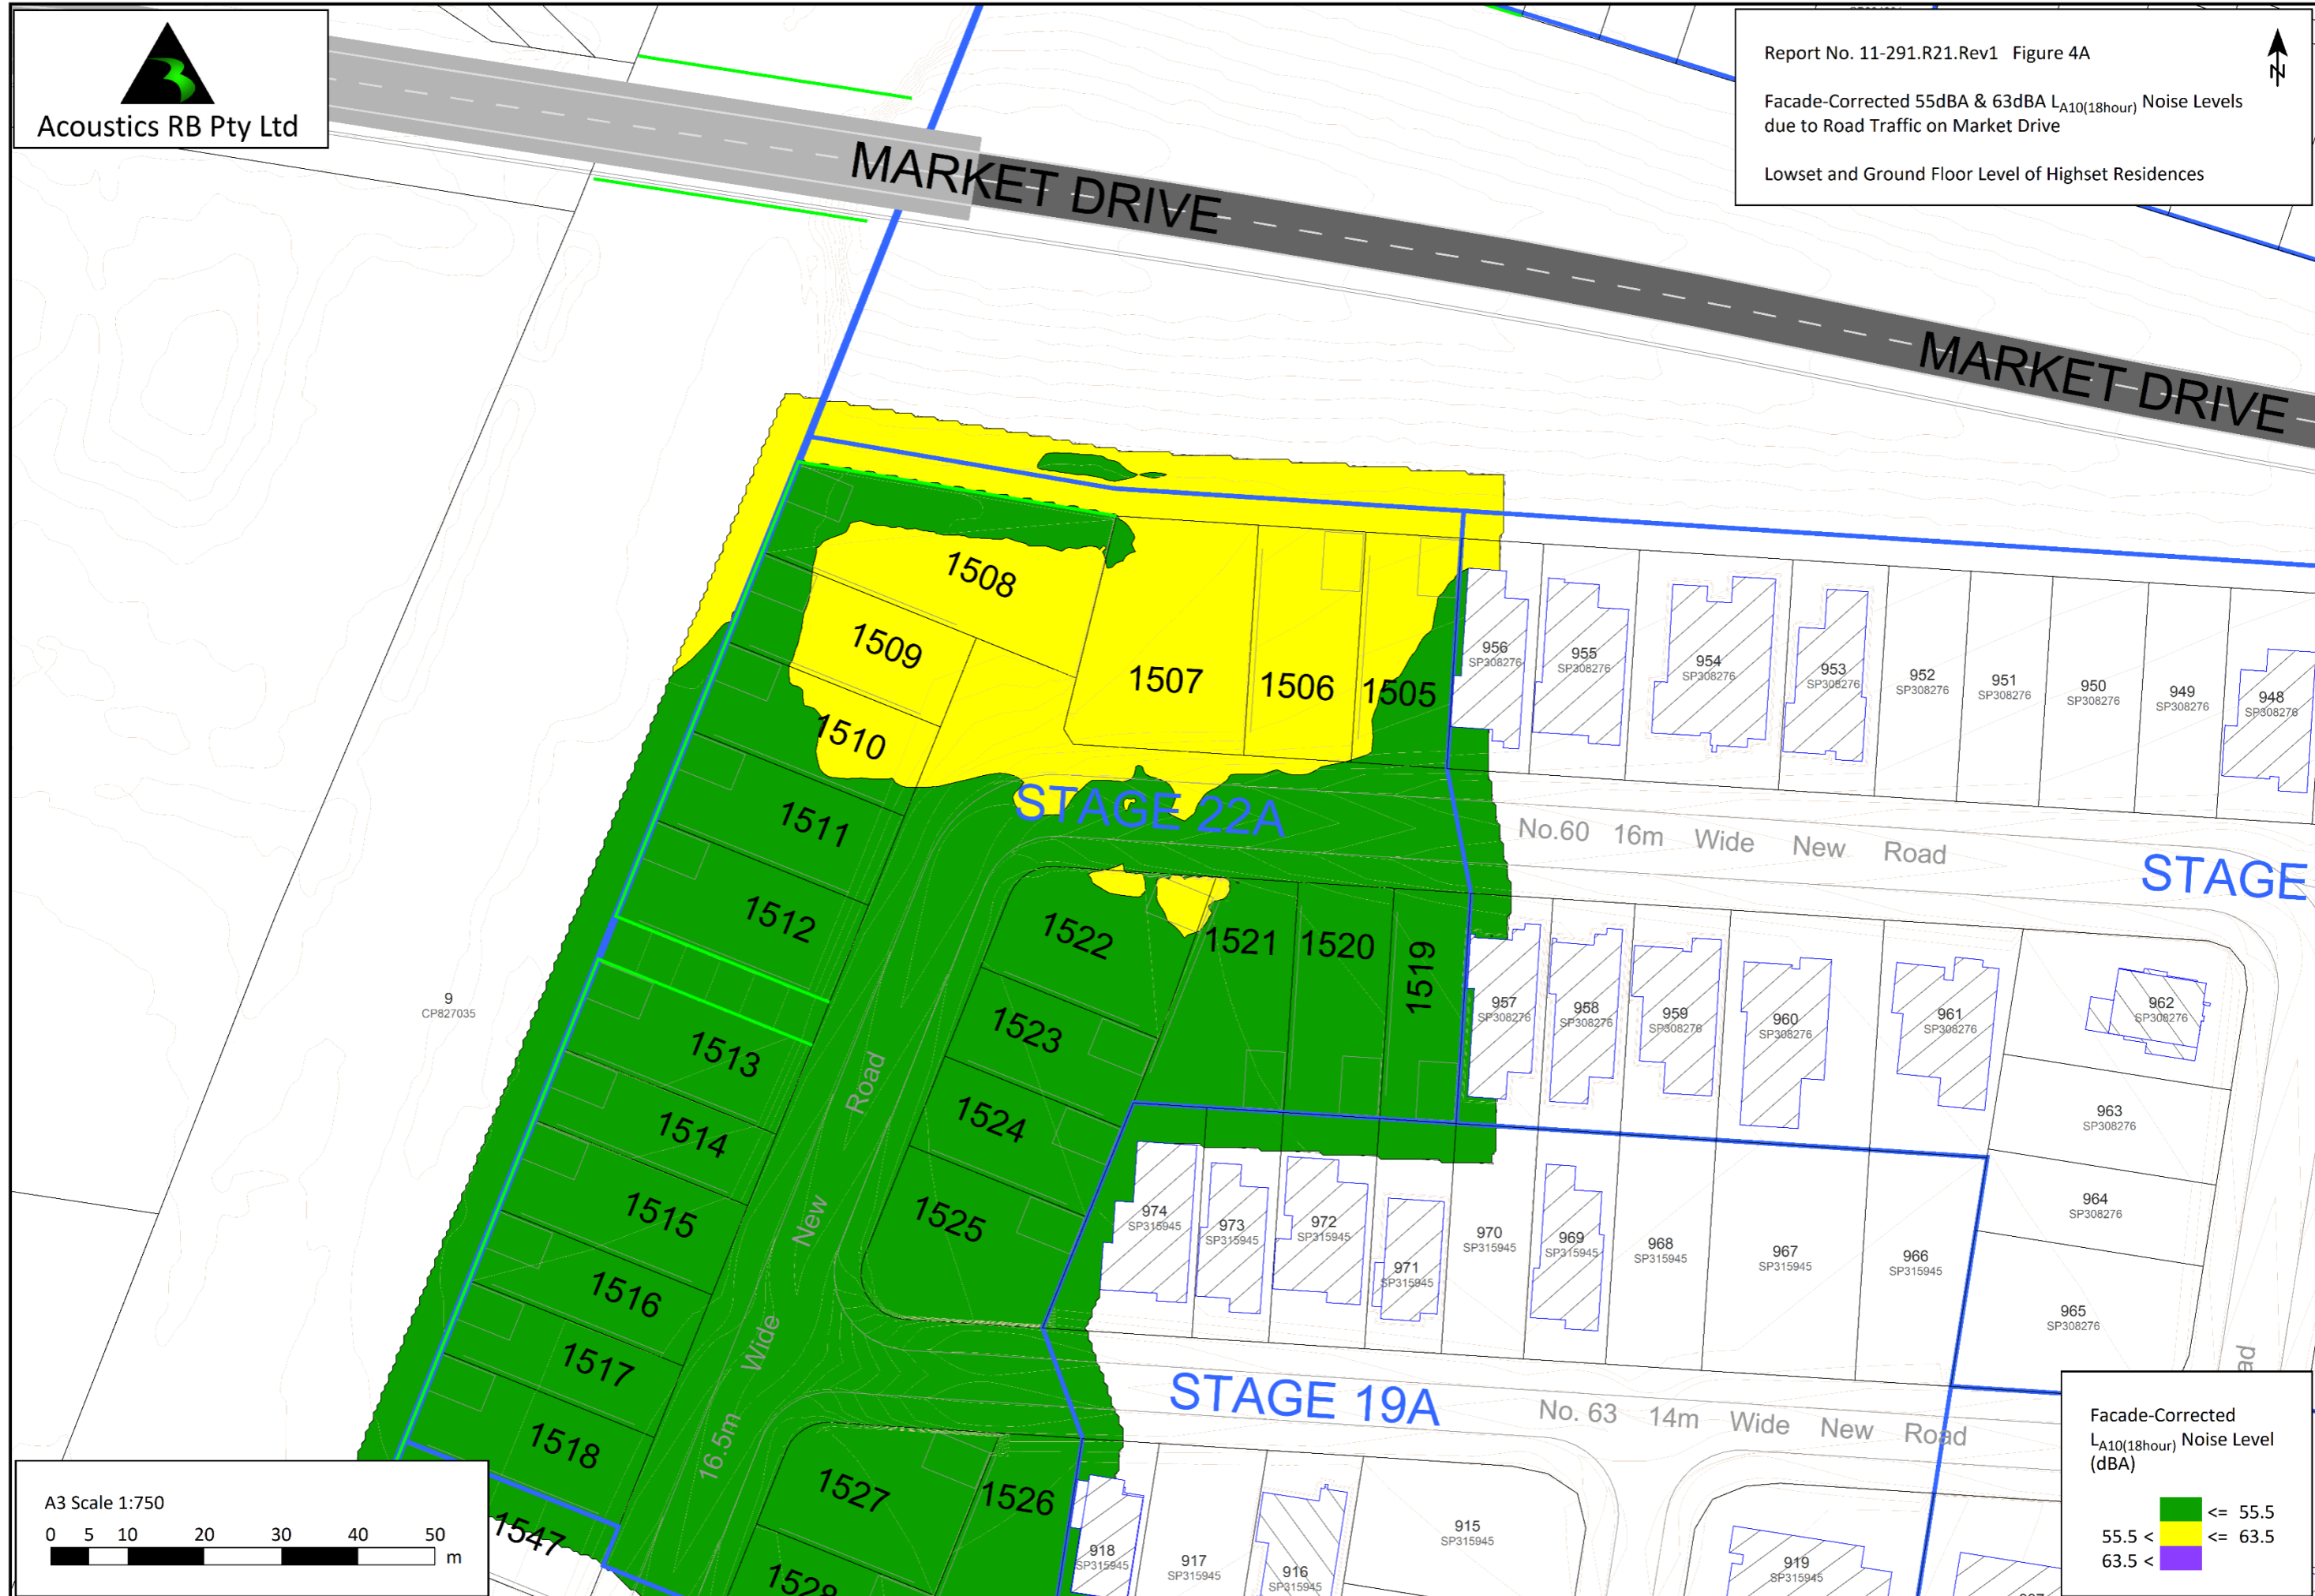 Acoustics RB Pty Ltd
Report No. 11-291.R21.Rev1 Figure 4A
N
Facade-Corrected 55dBA & 63dBA LA10(18hour) Noise Levels
due to Road Traffic on Market Drive
Lowset and Ground Floor Level of Highset Residences
MARKET DRIVE
MARKET DRIVE
1508
1509
1510
1507
1506
1505
956
SP308276
955
SP308276
954
SP308276
953
SP308276
952
SP308276
951
SP308276
950
SP308276
949
SP308276
948
SP308276
STAGE 22A
No.60 16m Wide New Road
STAGE
1511
1512
1513
1514
1515
1516
1517
1518
1547
1522
1521
1520
1519
1523
1524
1525
957
SP308276
958
SP308276
959
SP308276
960
SP308276
961
SP308276
962
SP308276
963
SP308276
964
SP308276
965
SP308276
9
CP827035
16.5m Wide New Road
974
SP315945
973
SP315945
972
SP315945
971
SP315945
970
SP315945
969
SP315945
968
SP315945
967
SP315945
966
SP315945
ad
STAGE 19A
No. 63 14m Wide New Road
1527
1526
1528
918
SP315945
917
SP315945
916
SP315945
915
SP315945
919
SP315945
A3 Scale 1:750
0 5 10 20 30 40 50 m
Facade-Corrected
LA10(18hour) Noise Level
(dBA)
<= 55.5
55.5 < <= 63.5
63.5 <